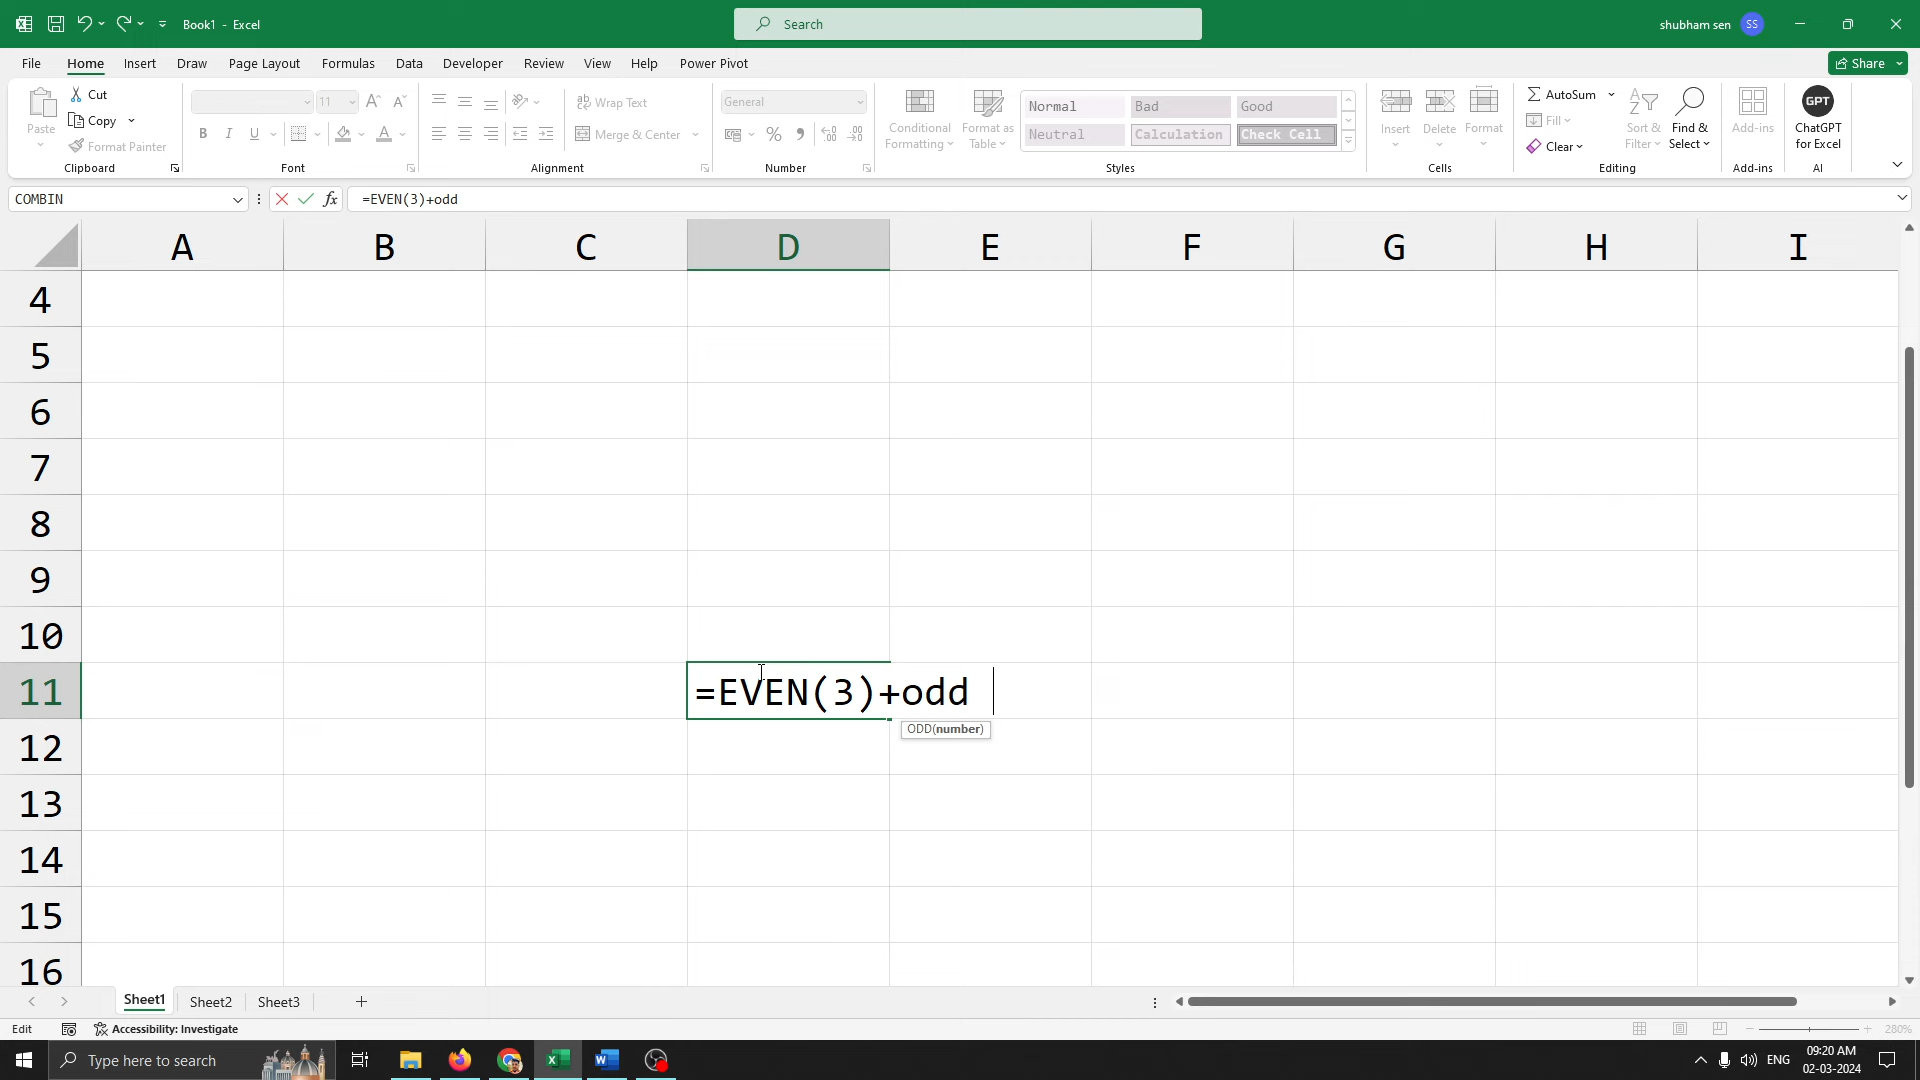 Book1 - Excel
Search
shubham sen
SS
File
Home
Insert
Draw
Page Layout
Formulas
Data
Developer
Review
View
Help
Power Pivot
Share
Paste
Cut
Copy
Format Painter
Clipboard
11
A^
A
B
I
U
A
Font
ab
Wrap Text
Merge & Center
Alignment
General
%
Number
Conditional
Formatting
Format as
Table
Normal
Bad
Good
Neutral
Calculation
Check Cell
Styles
Insert
Delete
Format
Cells
AutoSum
Fill
Clear
Sort &
Filter
Find &
Select
Editing
Add-ins
Add-ins
GPT
ChatGPT
for Excel
AI
COMBIN
fx
=EVEN(3)+odd
A B C D E F G H I
4
5
6
7
8
9
10
11
=EVEN(3)+odd
ODD(number)
12
13
14
15
16
Sheet1
Sheet2
Sheet3
Edit
Accessibility: Investigate
280%
Type here to search
ENG
09:20 AM
02-03-2024